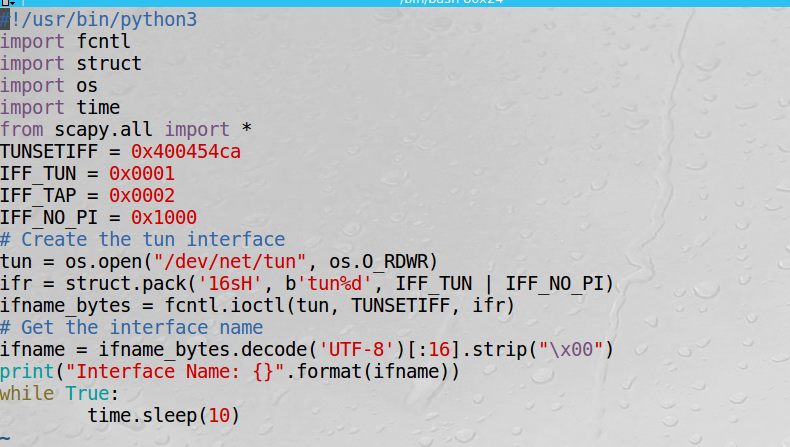 /bin/bash 80x24
#!/usr/bin/python3
import fcntl
import struct
import os
import time
from scapy.all import *
TUNSETIFF = 0x400454ca
IFF_TUN = 0x0001
IFF_TAP = 0x0002
IFF_NO_PI = 0x1000
# Create the tun interface
tun = os.open("/dev/net/tun", os.O_RDWR)
ifr = struct.pack('16sH', b'tun%d', IFF_TUN | IFF_NO_PI)
ifname_bytes = fcntl.ioctl(tun, TUNSETIFF, ifr)
# Get the interface name
ifname = ifname_bytes.decode('UTF-8')[:16].strip("\x00")
print("Interface Name: {}".format(ifname))
while True:
        time.sleep(10)
~